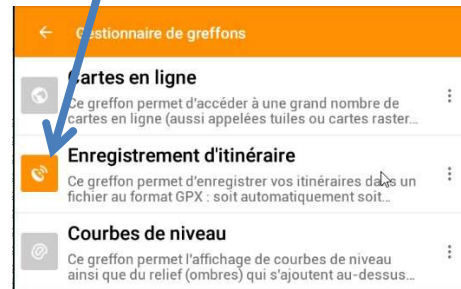 Gestionnaire de greffons
Cartes en ligne
Ce greffon permet d'accéder à une grand nombre de
cartes en ligne (aussi appelées tuiles ou cartes raster...
Enregistrement d'itinéraire
Ce greffon permet d'enregistrer vos itinéraires dans un
fichier au format GPX : soit automatiquement soit...
Courbes de niveau
Ce greffon permet l'affichage de courbes de niveau
ainsi que du relief (ombres) qui s'ajoutent au-dessus...